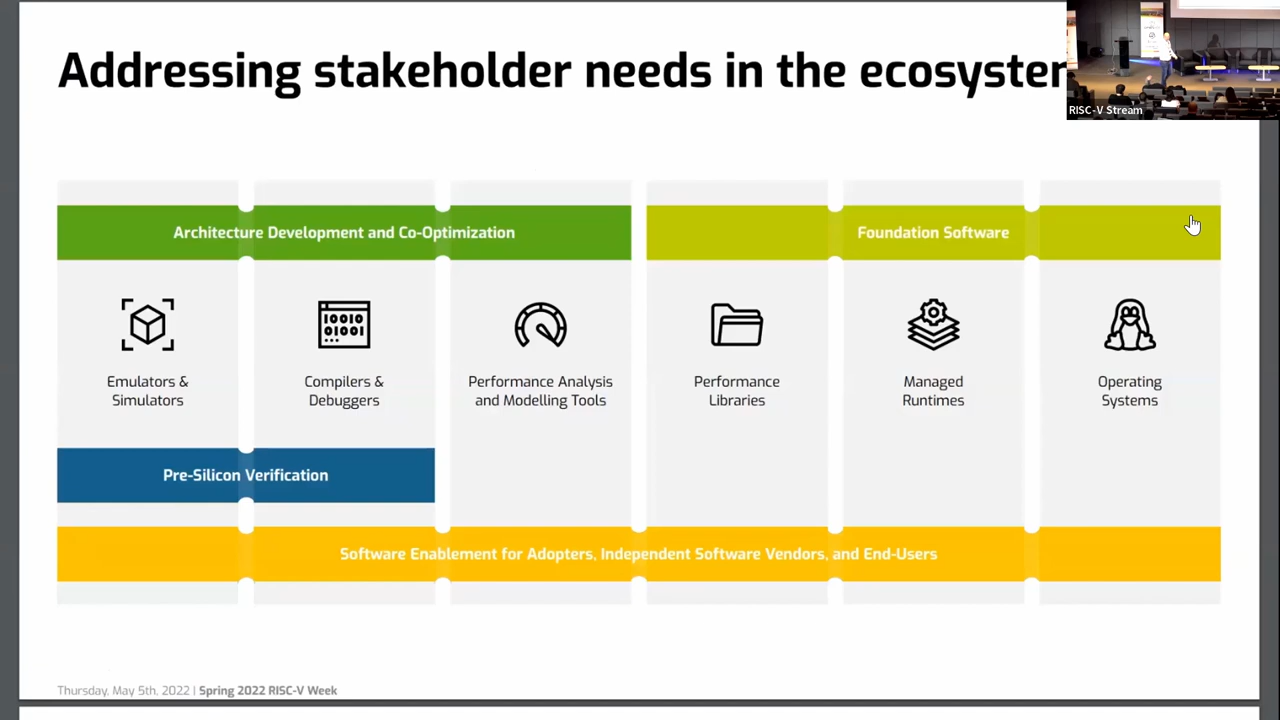 Addressing stakeholder needs in the ecosyster
RISC-V Stream
Architecture Development and Co-Optimization
Foundation Software
10010
01001
Emulators &
Simulators
Compilers &
Debuggers
Performance Analysis
and Modelling Tools
Performance
Libraries
Managed
Runtimes
Operating
Systems
Pre-Silicon Verification
Software Enablement for Adopters, Independent Software Vendors, and End-Users
Thursday, May 5th, 2022 | Spring 2022 RISC-V Week